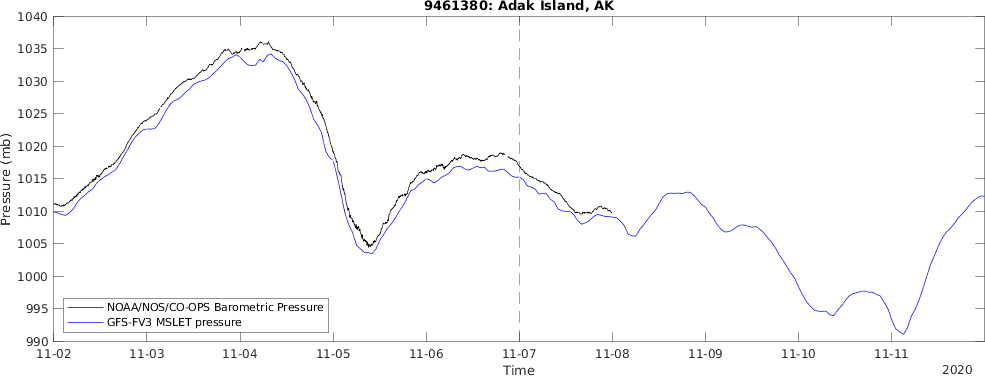 9461380: Adak Island, AK
1040
1035
1030
1025
1020
1015
1010
1005
1000
995
990
Pressure (mb)
NOAA/NOS/CO-OPS Barometric Pressure
GFS-FV3 MSLET pressure
11-02 11-03 11-04 11-05 11-06 11-07 11-08 11-09 11-10 11-11
Time
2020